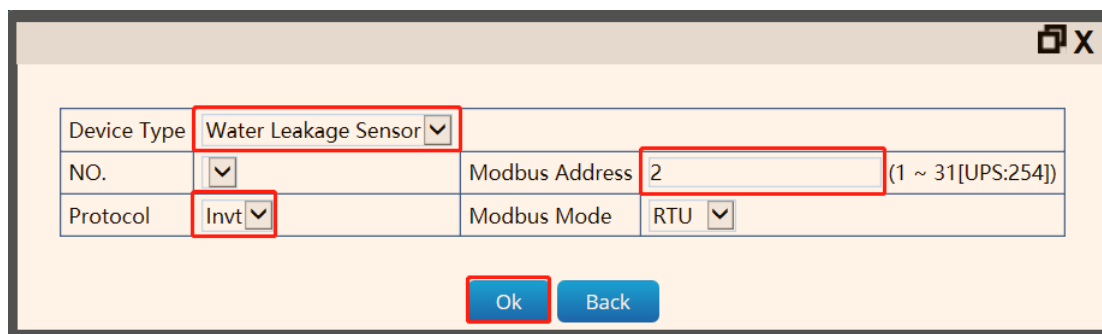 X
Device Type Water Leakage Sensor
NO. Modbus Address 2 (1 ~ 31[UPS:254])
Protocol Invt Modbus Mode RTU
Ok Back